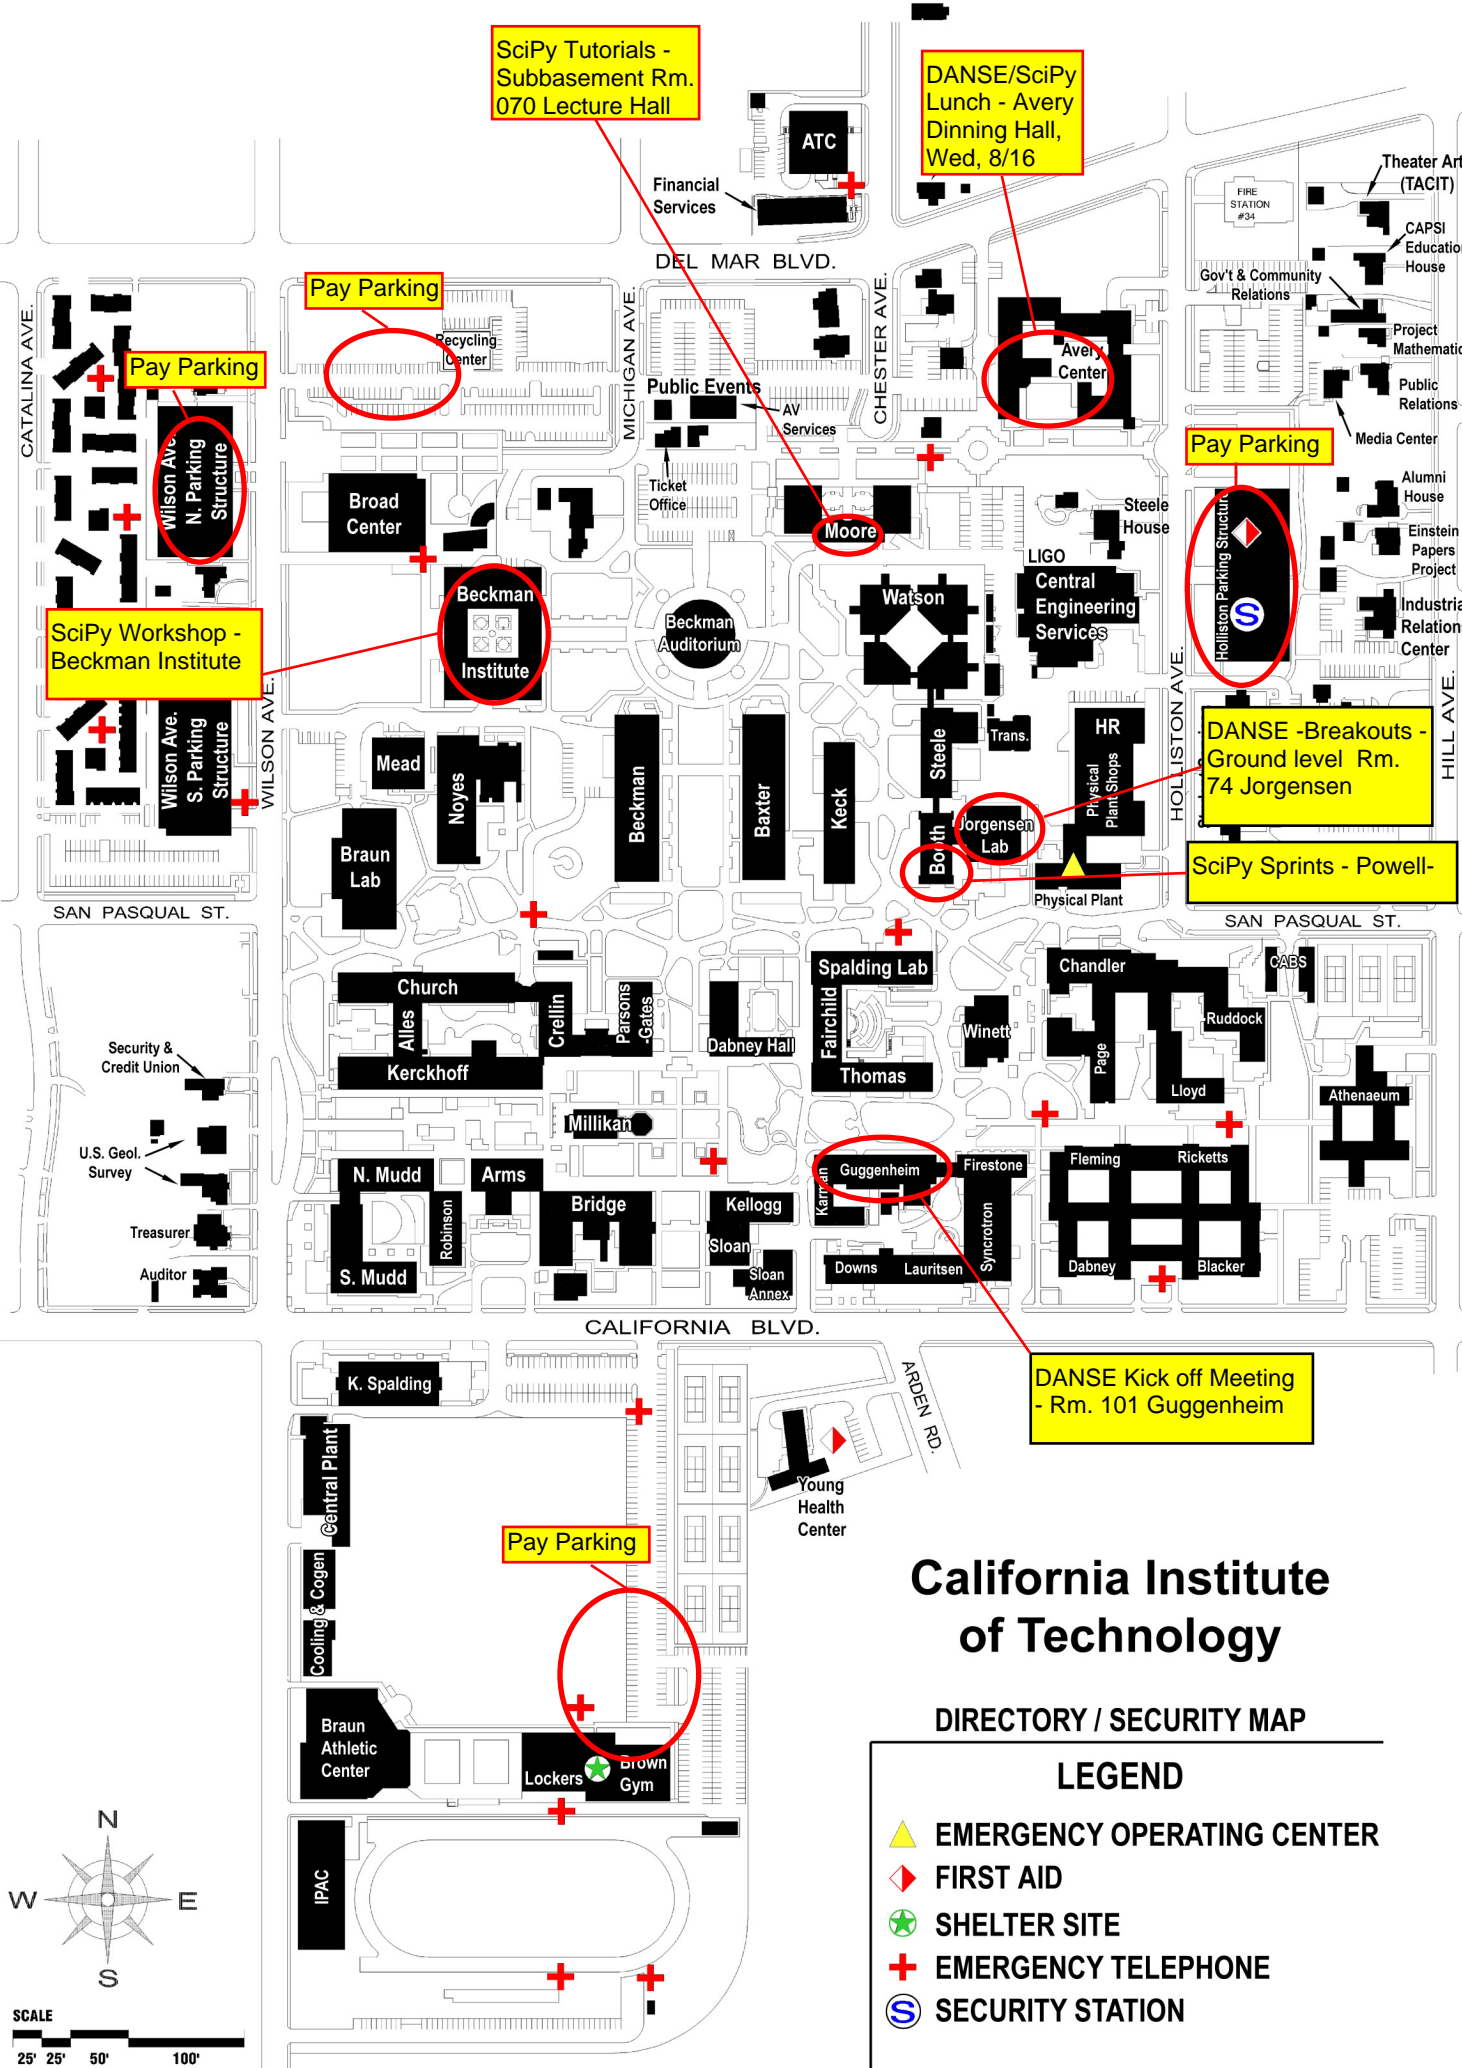 SciPy Tutorials -
Subbasement Rm.
070 Lecture Hall
DANSE/SciPy
Lunch - Avery
Dinning Hall,
Wed, 8/16
ATC
Financial
Services
FIRE
STATION
#34
Theater Art
(TACIT)
CAPSI
Educatio
House
DEL MAR BLVD.
Gov't & Community
Relations
Project
Mathematic
Public
Relations
Media Center
CATALINA AVE.
Pay Parking
Pay Parking
Recycling
Center
MICHIGAN AVE.
Public Events
AV
Services
Ticket
Office
CHESTER AVE.
Avery
Center
Pay Parking
Wilson Ave.
N. Parking
Structure
Broad
Center
Moore
Steele
House
Holliston Parking Structure
S
Alumni
House
Einstein
Papers
Project
Industria
Relation
Center
LIGO
Central
Engineering
Services
Watson
Beckman
Institute
Beckman
Auditorium
SciPy Workshop -
Beckman Institute
WILSON AVE.
Wilson Ave.
S. Parking
Structure
Mead
Noyes
Beckman
Baxter
Keck
Steele
Trans.
HR
Physical
Plant Shops
HOLLISTON AVE.
HILL AVE.
DANSE -Breakouts -
Ground level Rm.
74 Jorgensen
Braun
Lab
Booth
Jorgensen
Lab
SciPy Sprints - Powell-
Physical Plant
SAN PASQUAL ST.
SAN PASQUAL ST.
Church
Alles
Crellin
Parsons
-Gates
Kerckhoff
Dabney Hall
Spalding Lab
Fairchild
Thomas
Winett
Chandler
Page
Ruddock
Lloyd
CABS
Athenaeum
Security &
Credit Union
U.S. Geol.
Survey
Treasurer
Auditor
Millikan
N. Mudd
Arms
Robinson
S. Mudd
Bridge
Kellogg
Sloan
Sloan
Annex
Karman
Guggenheim
Firestone
Syncrotron
Downs
Lauritsen
Fleming
Ricketts
Dabney
Blacker
CALIFORNIA BLVD.
K. Spalding
ARDEN RD.
DANSE Kick off Meeting
- Rm. 101 Guggenheim
Central Plant
Young
Health
Center
Pay Parking
Cooling & Cogen
Braun
Athletic
Center
Lockers
Brown
Gym
IPAC
California Institute
of Technology
DIRECTORY / SECURITY MAP
LEGEND
EMERGENCY OPERATING CENTER
FIRST AID
SHELTER SITE
EMERGENCY TELEPHONE
S SECURITY STATION
N
W E
S
SCALE
25' 25' 50' 100'